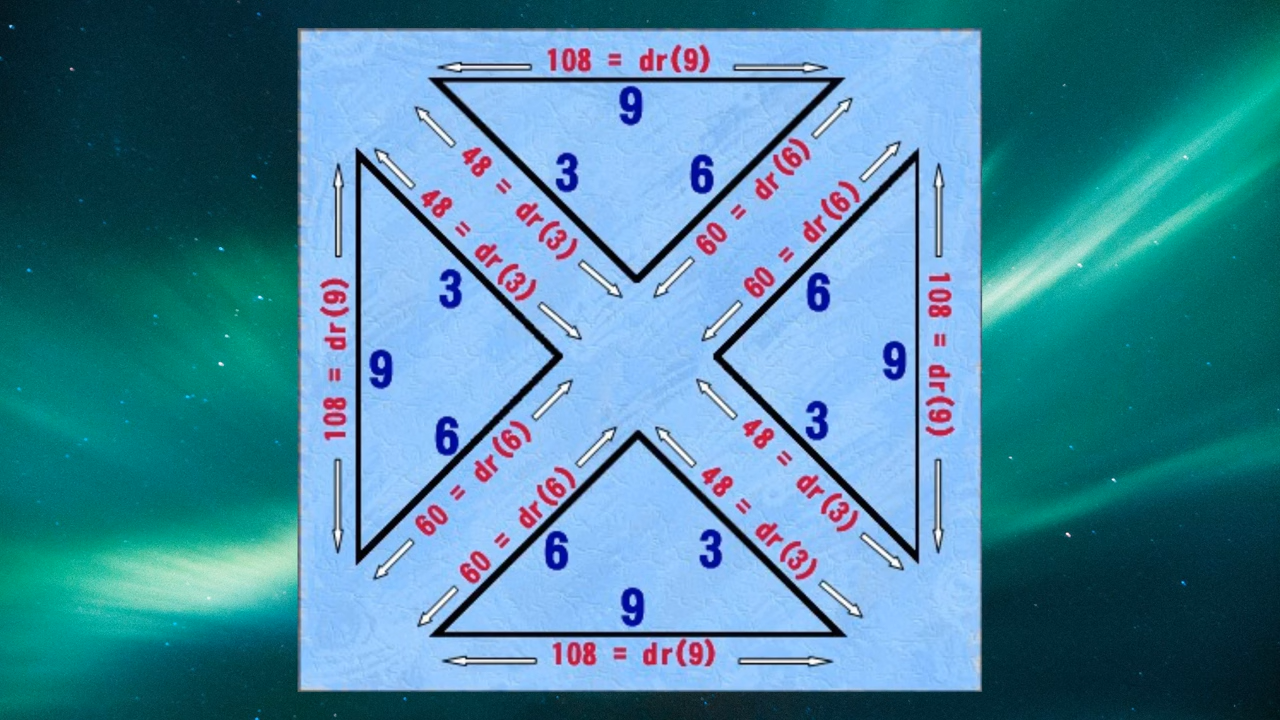 108 = dr(9)
9
3
6
48 = dr(3)
60 = dr(6)
48 = dr(3)
60 = dr(6)
108 = dr(9)
3
9
6
6
9
3
108 = dr(9)
60 = dr(6)
48 = dr(3)
60 = dr(6)
48 = dr(3)
6
3
9
108 = dr(9)